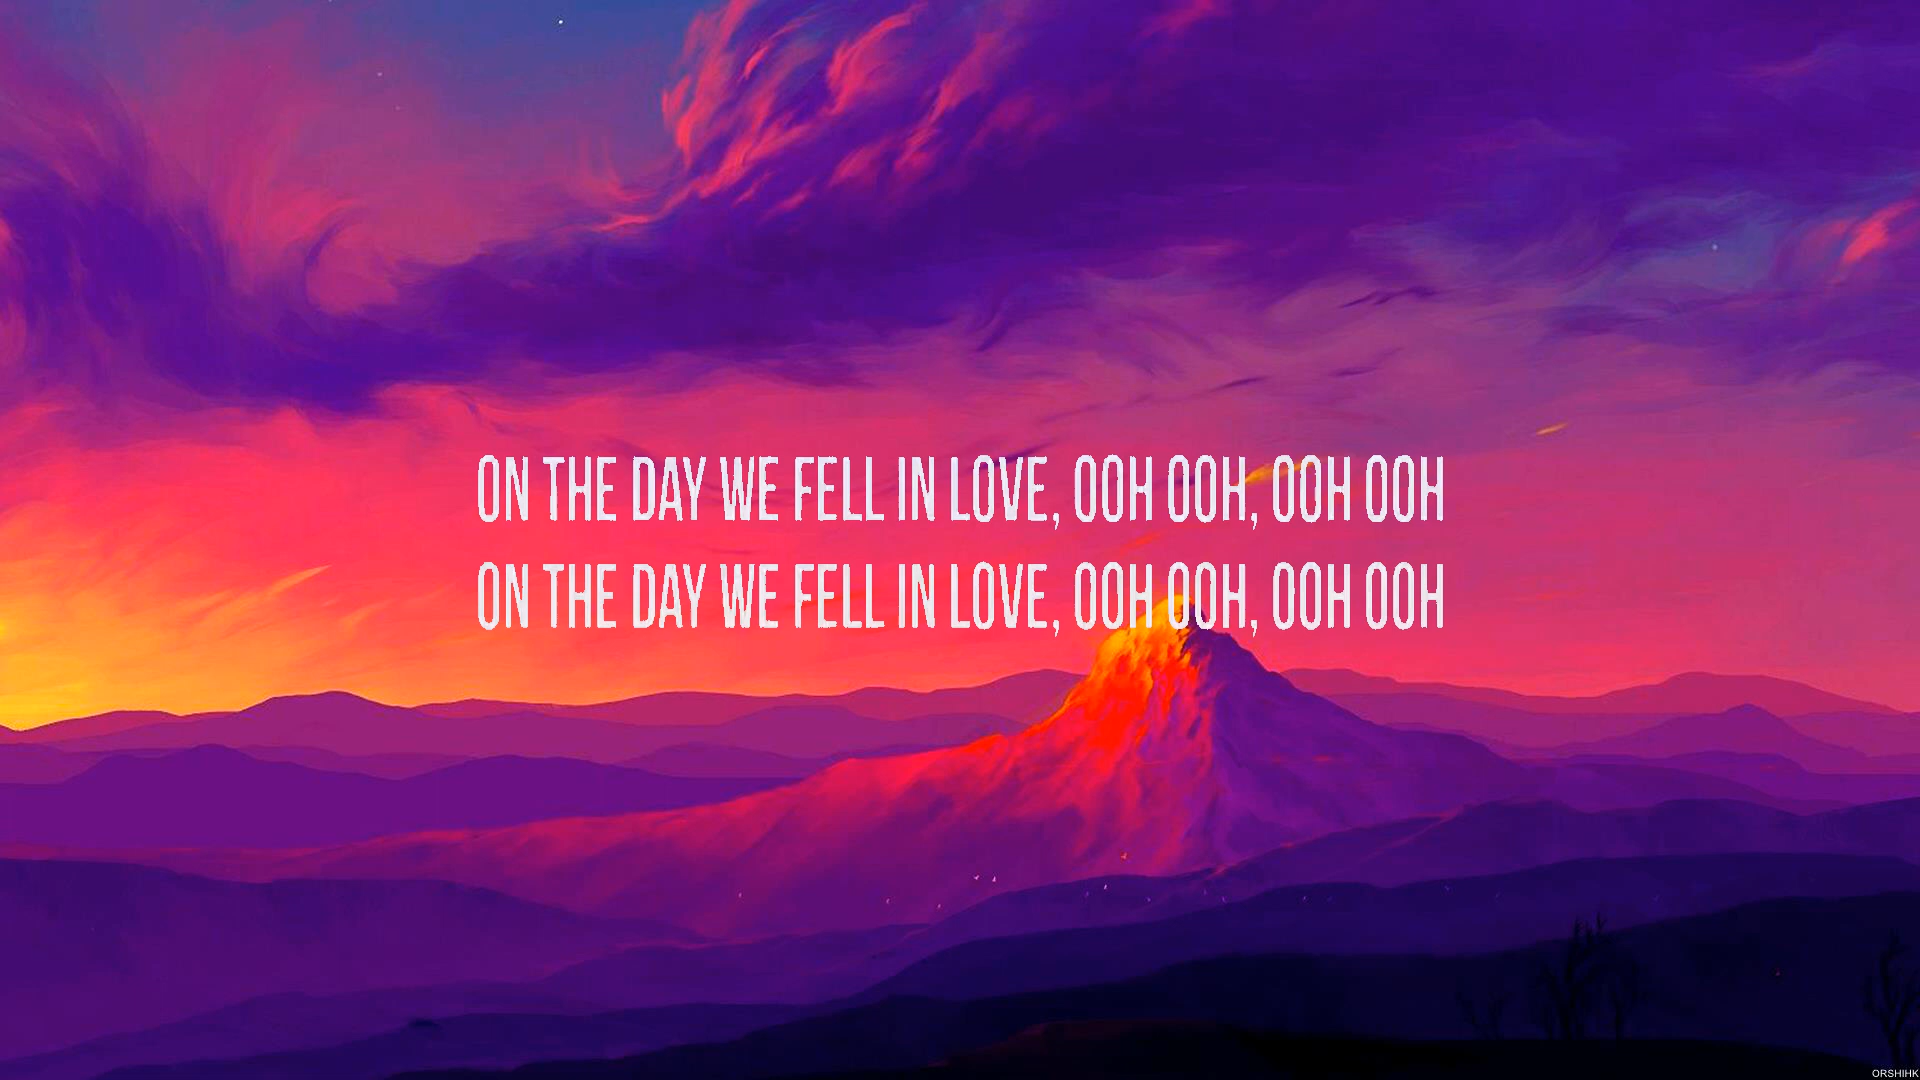 ON THE DAY WE FELL IN LOVE, OOH OOH, OOH OOH
ON THE DAY WE FELL IN LOVE, OOH OOH, OOH OOH
ORSHIHK